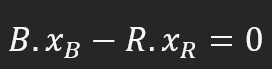 B.x_B − R.x_R = 0